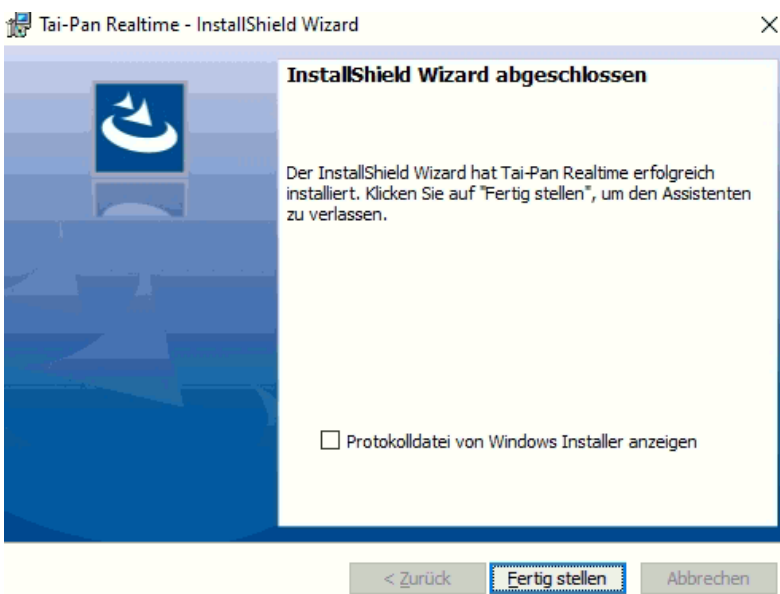 Tai-Pan Realtime - InstallShield Wizard
InstallShield Wizard abgeschlossen
Der InstallShield Wizard hat Tai-Pan Realtime erfolgreich
installiert. Klicken Sie auf "Fertig stellen", um den Assistenten
zu verlassen.
Protokolldatei von Windows Installer anzeigen
< Zurück
Fertig stellen
Abbrechen